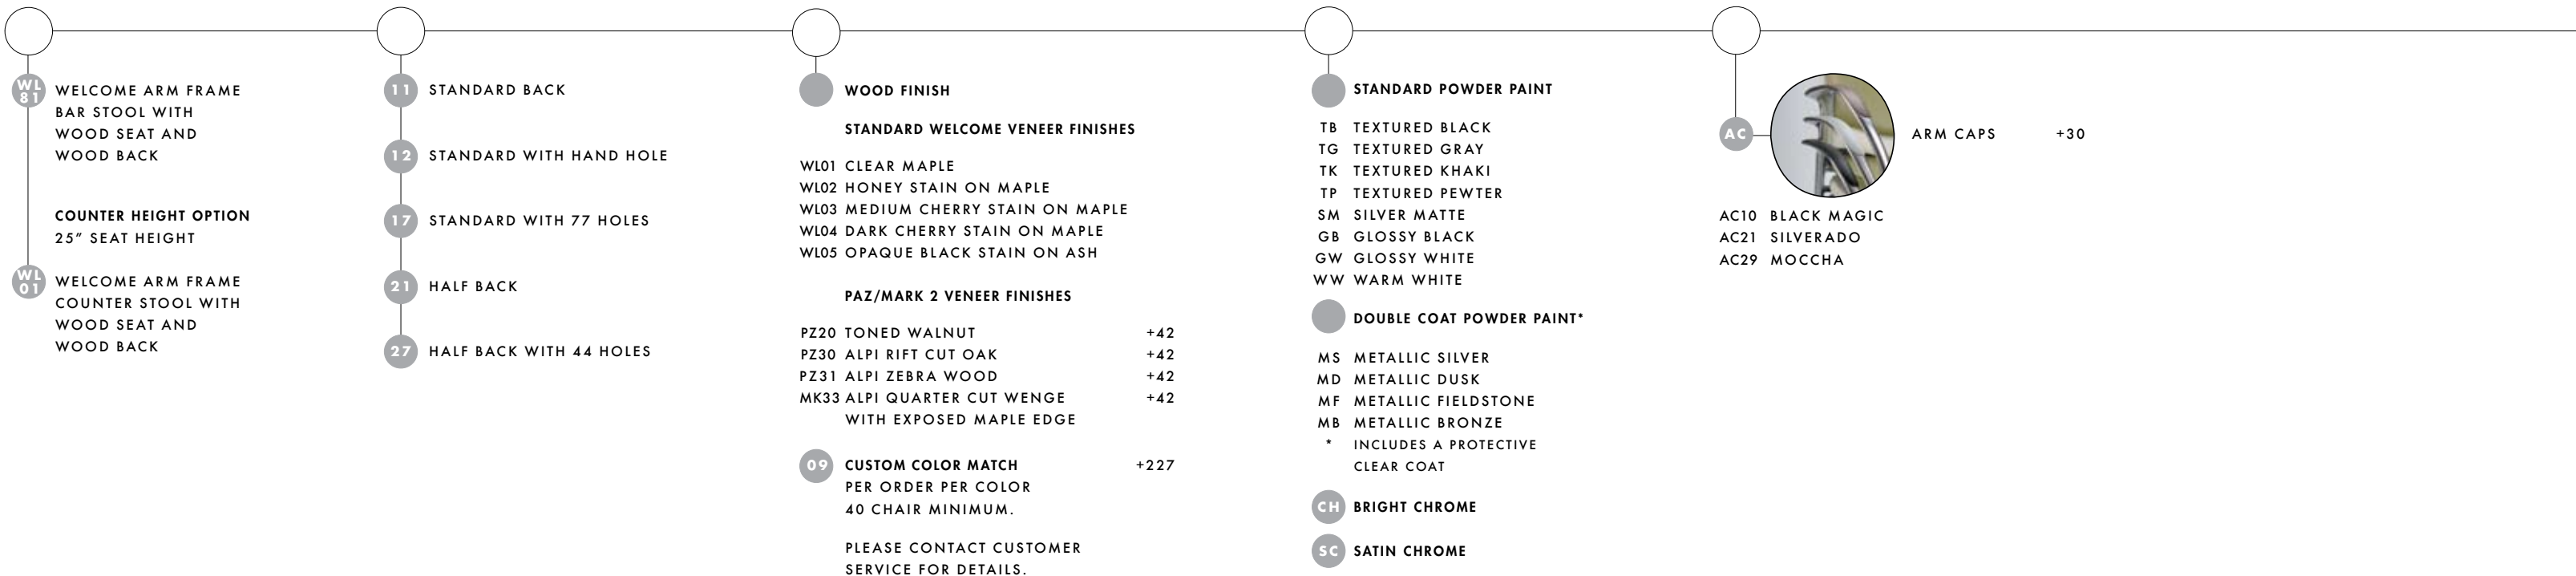 WL
81
WELCOME ARM FRAME
BAR STOOL WITH
WOOD SEAT AND
WOOD BACK
COUNTER HEIGHT OPTION
25" SEAT HEIGHT
WL
01
WELCOME ARM FRAME
COUNTER STOOL WITH
WOOD SEAT AND
WOOD BACK
11 STANDARD BACK
12 STANDARD WITH HAND HOLE
17 STANDARD WITH 77 HOLES
21 HALF BACK
27 HALF BACK WITH 44 HOLES
WOOD FINISH
STANDARD WELCOME VENEER FINISHES
WL01 CLEAR MAPLE
WL02 HONEY STAIN ON MAPLE
WL03 MEDIUM CHERRY STAIN ON MAPLE
WL04 DARK CHERRY STAIN ON MAPLE
WL05 OPAQUE BLACK STAIN ON ASH
PAZ/MARK 2 VENEER FINISHES
PZ20 TONED WALNUT +42
PZ30 ALPI RIFT CUT OAK +42
PZ31 ALPI ZEBRA WOOD +42
MK33 ALPI QUARTER CUT WENGE +42
WITH EXPOSED MAPLE EDGE
09 CUSTOM COLOR MATCH +227
PER ORDER PER COLOR
40 CHAIR MINIMUM.
PLEASE CONTACT CUSTOMER
SERVICE FOR DETAILS.
STANDARD POWDER PAINT
TB TEXTURED BLACK
TG TEXTURED GRAY
TK TEXTURED KHAKI
TP TEXTURED PEWTER
SM SILVER MATTE
GB GLOSSY BLACK
GW GLOSSY WHITE
WW WARM WHITE
DOUBLE COAT POWDER PAINT*
MS METALLIC SILVER
MD METALLIC DUSK
MF METALLIC FIELDSTONE
MB METALLIC BRONZE
* INCLUDES A PROTECTIVE
CLEAR COAT
CH BRIGHT CHROME
SC SATIN CHROME
AC ARM CAPS +30
AC10 BLACK MAGIC
AC21 SILVERADO
AC29 MOCCHA